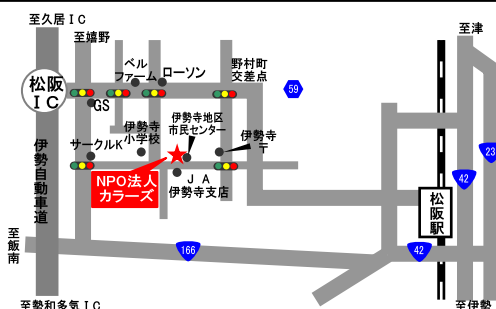 至久居IC
至嬉野
至津
ベル
ファーム
ローソン
野村町
交差点
59
松阪
IC
GS
伊勢寺
小学校
伊勢寺地区
市民センター
伊勢寺
〒
サークルK
23
伊勢自動車道
NPO法人
カラーズ
JA
伊勢寺支店
42
松阪駅
至飯南
166
42
至勢和多気IC
至伊勢